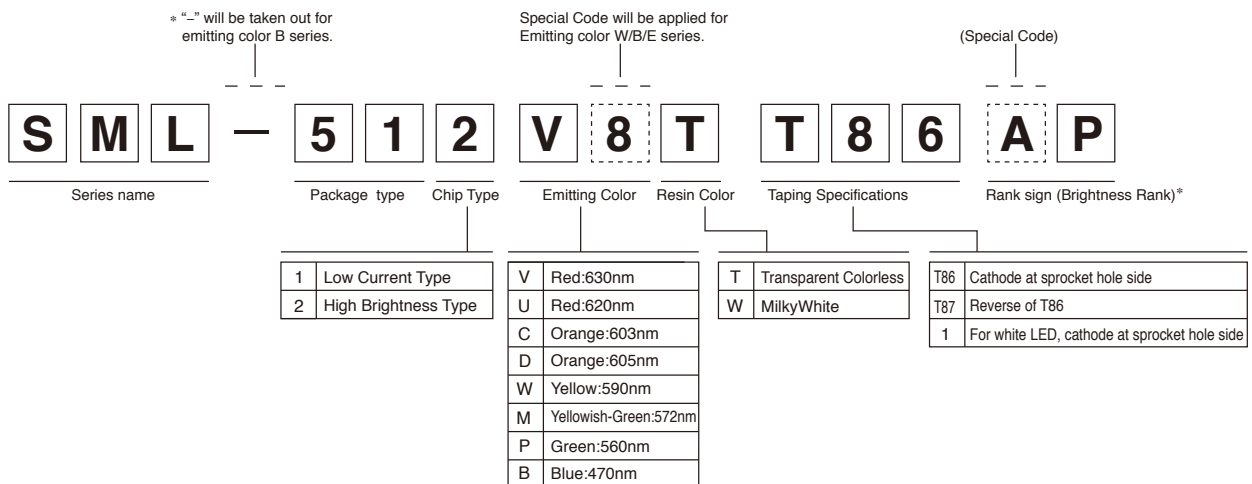 * “–” will be taken out for
emitting color B series.
Special Code will be applied for
Emitting color W/B/E series.
(Special Code)
S M L — 5 1 2 V 8 T T 8 6 A P
Series name
Package type
Chip Type
Emitting Color
Resin Color
Taping Specifications
Rank sign (Brightness Rank)*
1 Low Current Type
2 High Brightness Type
V Red:630nm
U Red:620nm
C Orange:603nm
D Orange:605nm
W Yellow:590nm
M Yellowish-Green:572nm
P Green:560nm
B Blue:470nm
T Transparent Colorless
W MilkyWhite
T86 Cathode at sprocket hole side
T87 Reverse of T86
1 For white LED, cathode at sprocket hole side